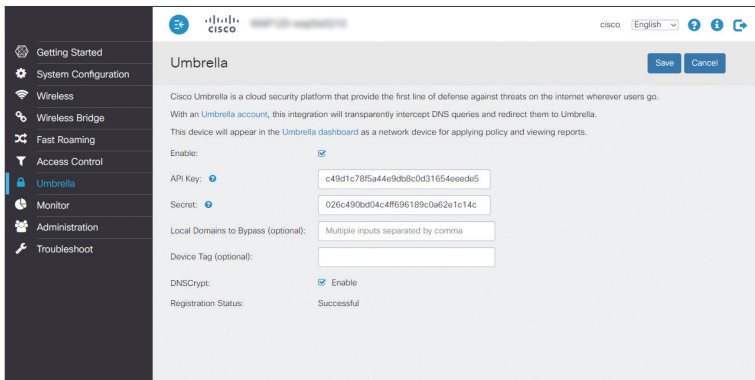 cisco
cisco English
Getting Started
System Configuration
Wireless
Wireless Bridge
Fast Roaming
Access Control
Umbrella
Monitor
Administration
Troubleshoot
Umbrella
Save Cancel
Cisco Umbrella is a cloud security platform that provide the first line of defense against threats on the internet wherever users go.
With an Umbrella account, this integration will transparently intercept DNS queries and redirect them to Umbrella.
This device will appear in the Umbrella dashboard as a network device for applying policy and viewing reports.
Enable:
API Key: c49d1c78f5a44e9db8c0d31654eeede5
Secret: 026c490bd04c4ff696189c0a62e1c14c
Local Domains to Bypass (optional): Multiple inputs separated by comma
Device Tag (optional):
DNSCrypt: Enable
Registration Status: Successful